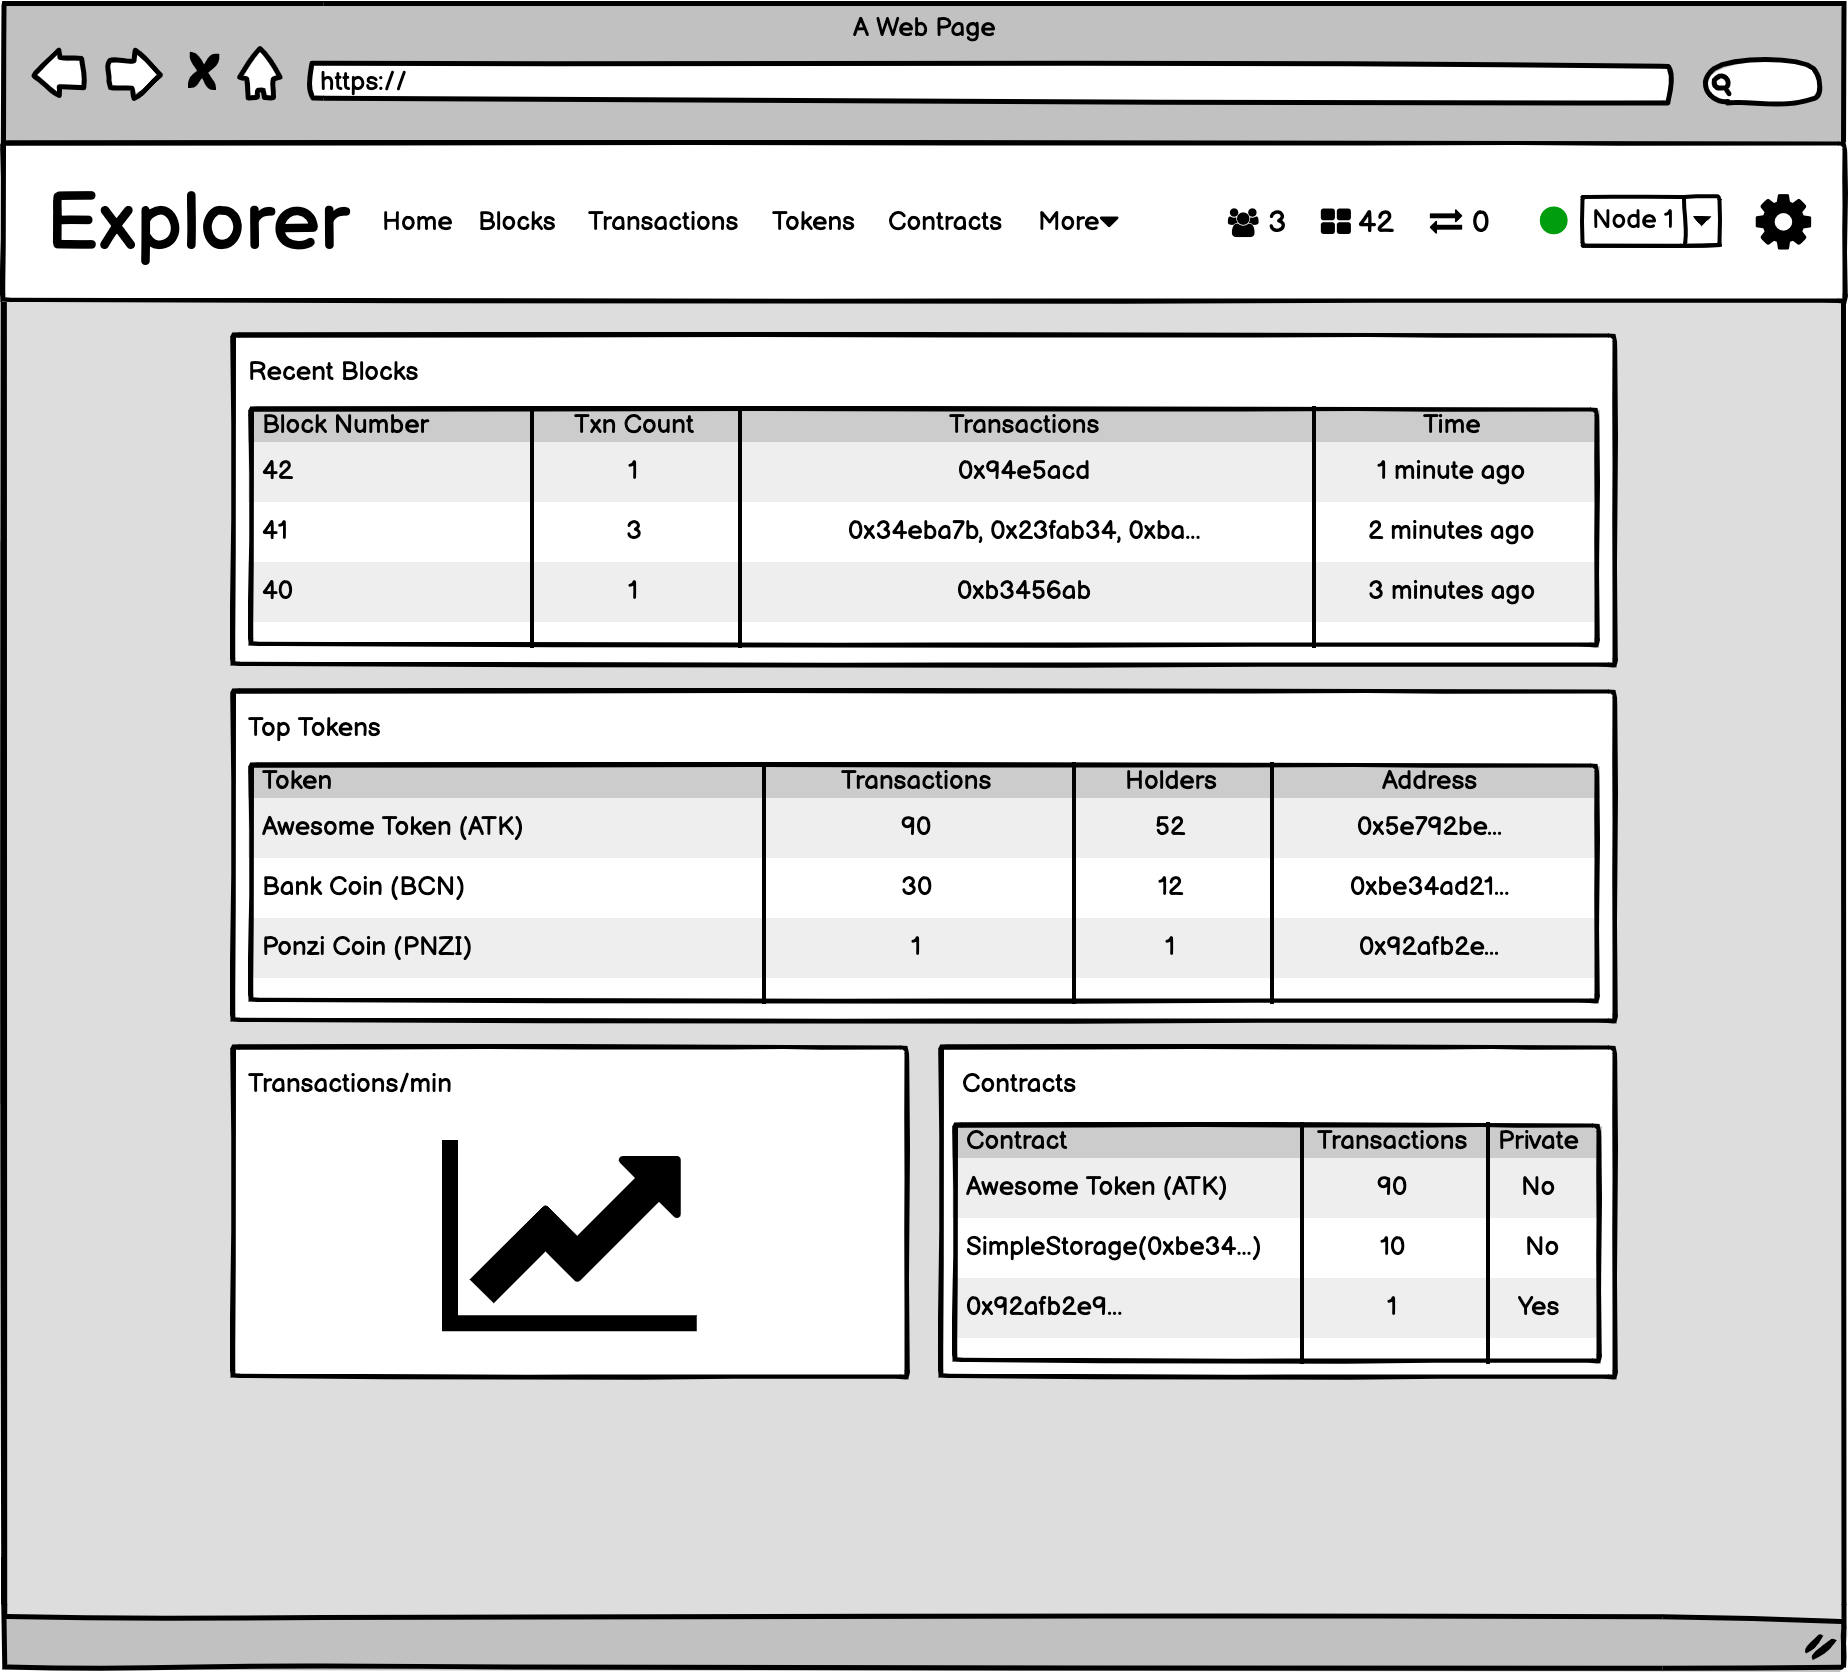 A Web Page
https://
Explorer Home Blocks Transactions Tokens Contracts More 3 42 0 Node 1
Recent Blocks
Block Number Txn Count Transactions Time
42 1 0x94e5acd 1 minute ago
41 3 0x34eba7b, 0x23fab34, 0xba... 2 minutes ago
40 1 0xb3456ab 3 minutes ago
Top Tokens
Token Transactions Holders Address
Awesome Token (ATK) 90 52 0x5e792be...
Bank Coin (BCN) 30 12 0xbe34ad21...
Ponzi Coin (PNZI) 1 1 0x92afb2e...
Transactions/min
Contracts
Contract Transactions Private
Awesome Token (ATK) 90 No
SimpleStorage(0xbe34...) 10 No
0x92afb2e9... 1 Yes